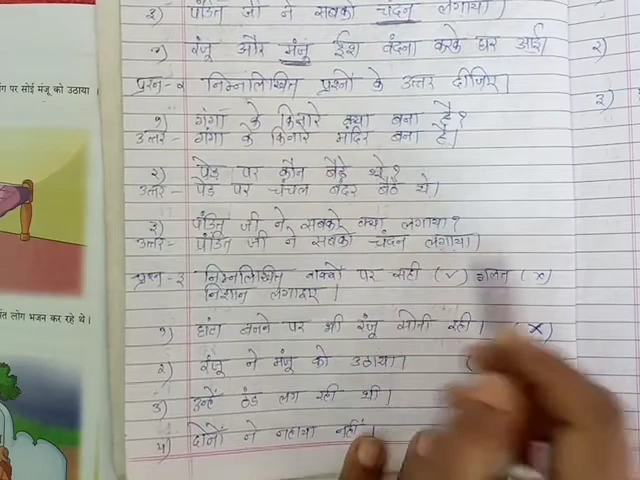 २) पंडित जी ने सबको चंदन लगाया।
३) रंजू और मंजू ईश वंदना करके घर आई।
प्रश्न-२ निम्नलिखित प्रश्नों के उत्तर दीजिए।
१) गंगा के किनारे क्या बना है?
उत्तर- गंगा के किनारे मंदिर बना है।
२) पेड़ पर कौन बैठे थे?
उत्तर- पेड़ पर चंचल बंदर बैठे थे।
३) पंडित जी ने सबको क्या लगाया?
उत्तर- पंडित जी ने सबको चंदन लगाया।
प्रश्न-३ निम्नलिखित वाक्यों पर सही (✓) गलत (×)
निशान लगाइए।
१) घंटा बजने पर भी रंजू सोती रही। (×)
२) रंजू ने मंजू को उठाया। (
३) उन्हें ठंड लग रही थी।
४) दोनों ने नहाया नहीं।
पर सोई मंजू को उठाया।
लोग भजन कर रहे थे।
२)
३)